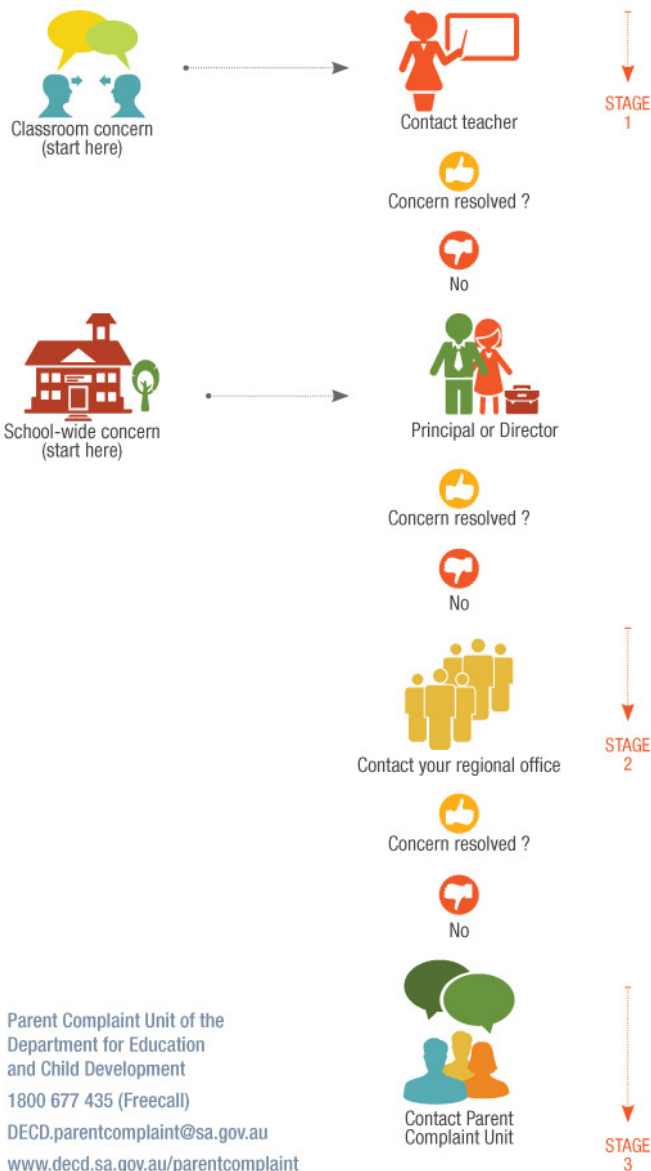 Classroom concern
(start here)
Contact teacher
STAGE
1
Concern resolved ?
No
School-wide concern
(start here)
Principal or Director
Concern resolved ?
No
Contact your regional office
STAGE
2
Concern resolved ?
No
Contact Parent
Complaint Unit
STAGE
3
Parent Complaint Unit of the
Department for Education
and Child Development
1800 677 435 (Freecall)
DECD.parentcomplaint@sa.gov.au
www.decd.sa.gov.au/parentcomplaint